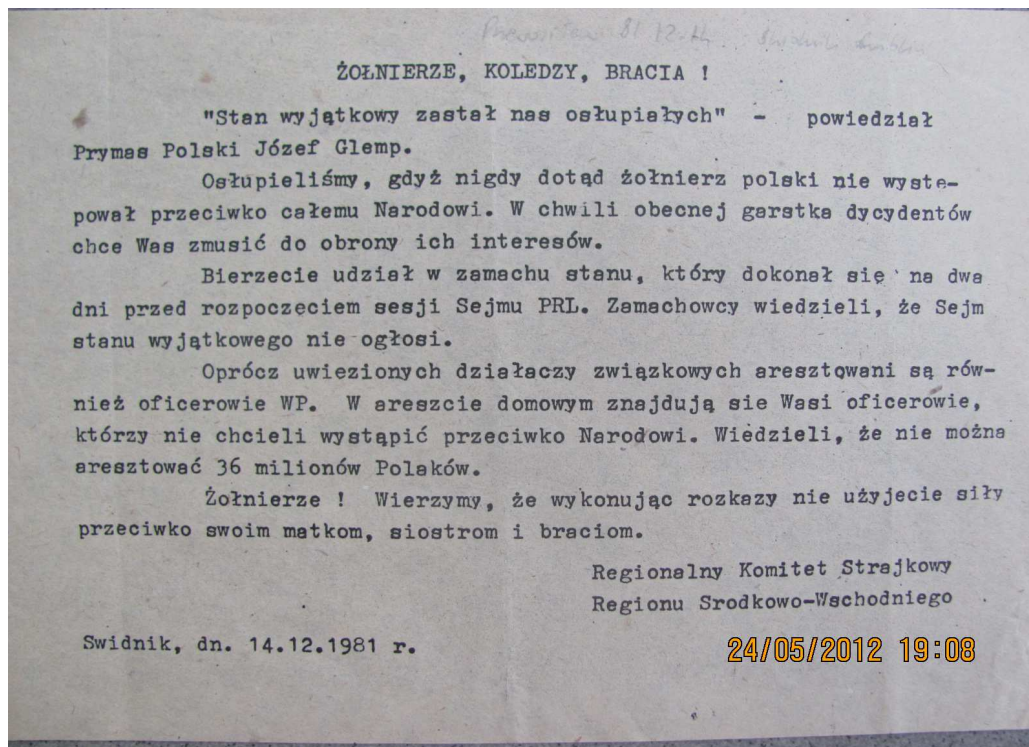 ŻOŁNIERZE, KOLEDZY, BRACIA !
"Stan wyjątkowy zastał nas osłupiałych" - powiedział
Prymas Polski Józef Glemp.
Osłupieliśmy, gdyż nigdy dotąd żołnierz polski nie wystę-
pował przeciwko całemu Narodowi. W chwili obecnej garstka dycydentów
chce Was zmusić do obrony ich interesów.
Bierzecie udział w zamachu stanu, który dokonał się na dwa
dni przed rozpoczęciem sesji Sejmu PRL. Zamachowcy wiedzieli, że Sejm
stanu wyjątkowego nie ogłosi.
Oprócz uwiezionych działaczy związkowych aresztowani są rów-
nież oficerowie WP. W areszcie domowym znajdują sie Wasi oficerowie,
którzy nie chcieli wystąpić przeciwko Narodowi. Wiedzieli, że nie można
aresztować 36 milionów Polaków.
Żołnierze ! Wierzymy, że wykonując rozkazy nie użyjecie siły
przeciwko swoim matkom, siostrom i braciom.
Regionalny Komitet Strajkowy
Regionu Srodkowo-Wschodniego
Swidnik, dn. 14.12.1981 r.
24/05/2012 19:08